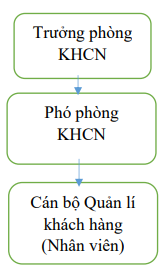 Trưởng phòng
KHCN
Phó phòng
KHCN
Cán bộ Quản lí
khách hàng
(Nhân viên)